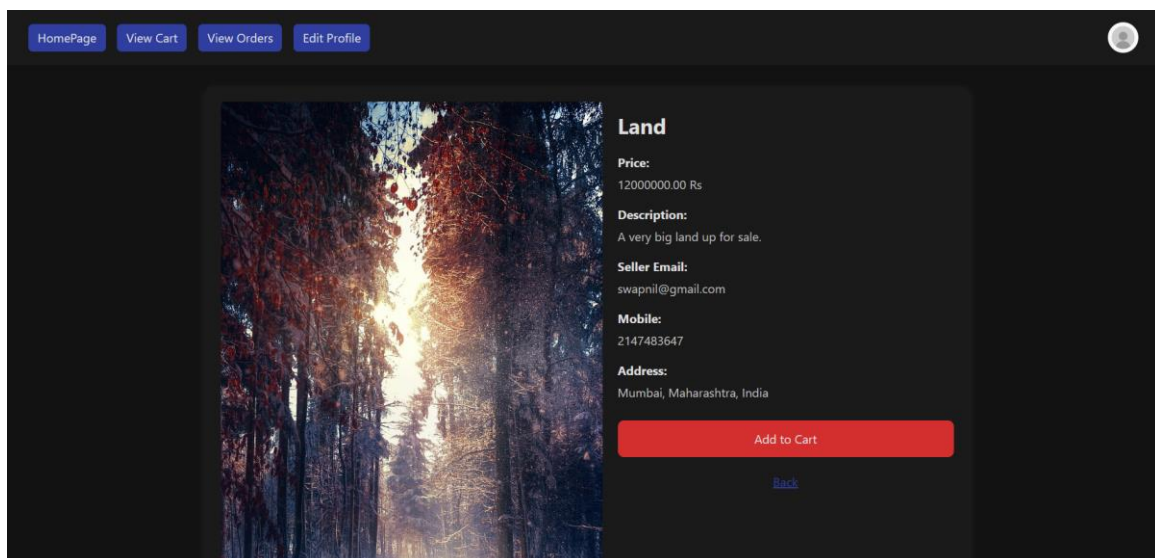 HomePage View Cart View Orders Edit Profile
Land
Price:
12000000.00 Rs
Description:
A very big land up for sale.
Seller Email:
swapnil@gmail.com
Mobile:
2147483647
Address:
Mumbai, Maharashtra, India
Add to Cart
Back